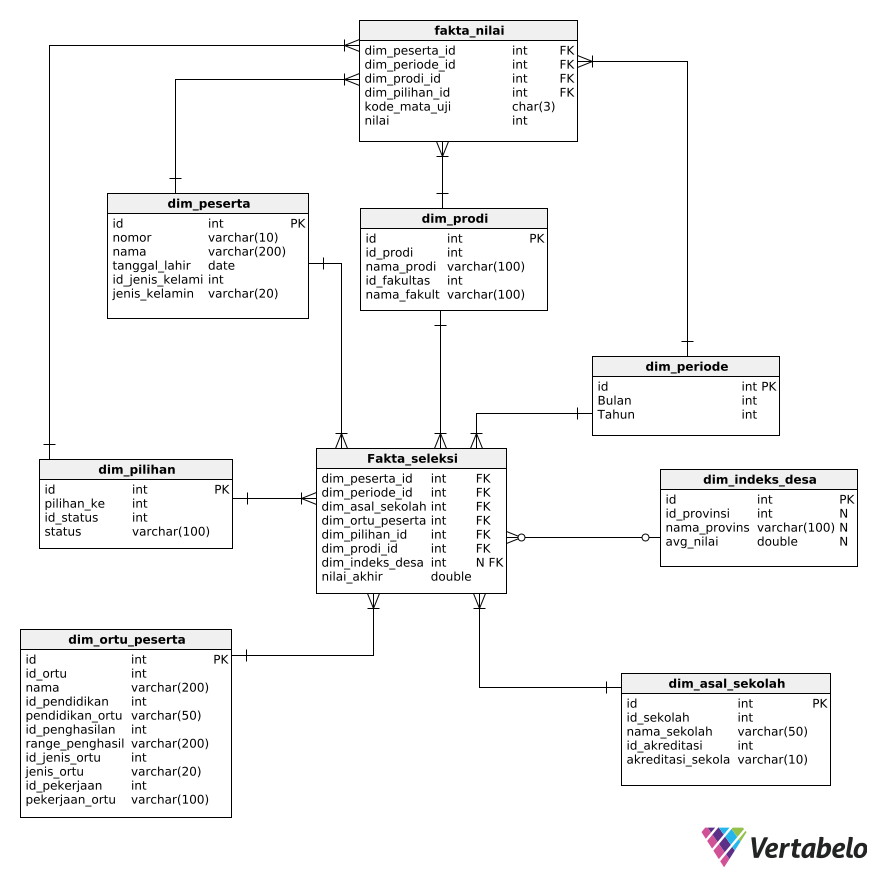 fakta_nilai
dim_peserta_id int FK
dim_periode_id int FK
dim_prodi_id int FK
dim_pilihan_id int FK
kode_mata_uji char(3)
nilai int
dim_peserta
id int PK
nomor varchar(10)
nama varchar(200)
tanggal_lahir date
id_jenis_kelami int
jenis_kelamin varchar(20)
dim_prodi
id int PK
id_prodi int
nama_prodi varchar(100)
id_fakultas int
nama_fakult varchar(100)
dim_periode
id int PK
Bulan int
Tahun int
dim_pilihan
id int PK
pilihan_ke int
id_status int
status varchar(100)
Fakta_seleksi
dim_peserta_id int FK
dim_periode_id int FK
dim_asal_sekolah int FK
dim_ortu_peserta int FK
dim_pilihan_id int FK
dim_prodi_id int FK
dim_indeks_desa int N FK
nilai_akhir double
dim_indeks_desa
id int PK
id_provinsi int N
nama_provins varchar(100) N
avg_nilai double N
dim_ortu_peserta
id int PK
id_ortu int
nama varchar(200)
id_pendidikan int
pendidikan_ortu varchar(50)
id_penghasilan int
range_penghasil varchar(200)
id_jenis_ortu int
jenis_ortu varchar(20)
id_pekerjaan int
pekerjaan_ortu varchar(100)
dim_asal_sekolah
id int PK
id_sekolah int
nama_sekolah varchar(50)
id_akreditasi int
akreditasi_sekola varchar(10)
Vertabelo